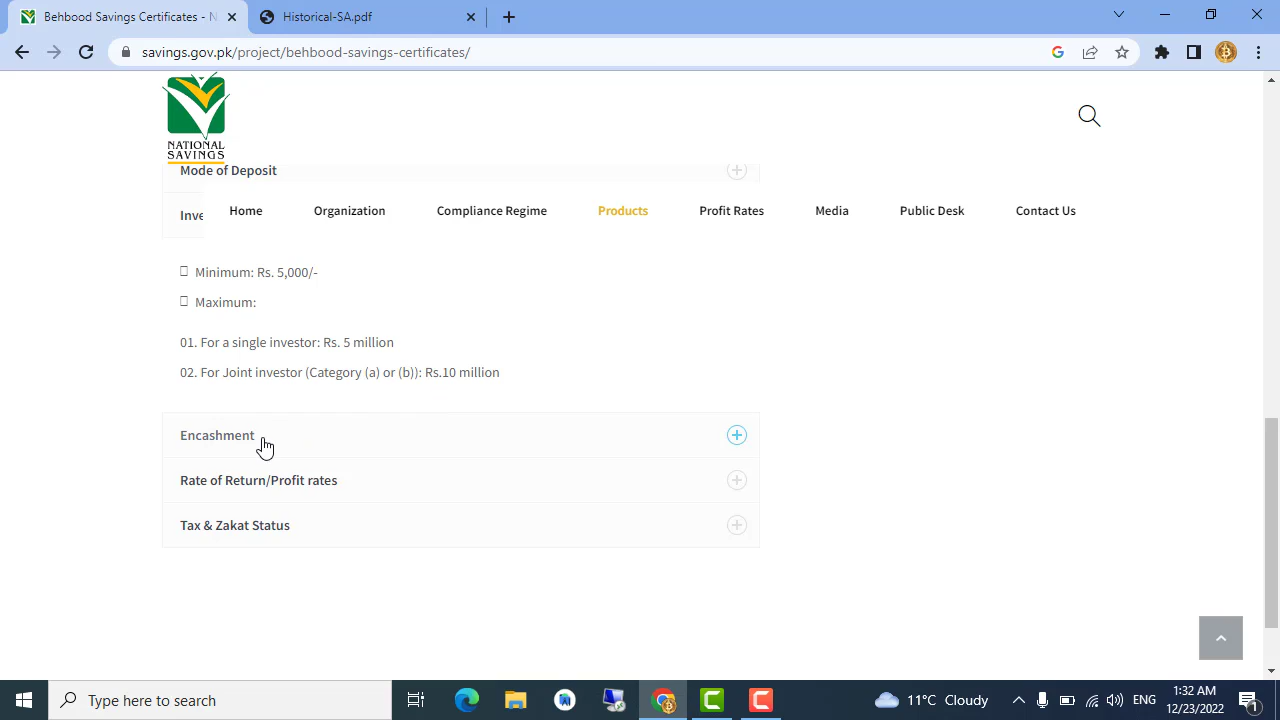 Behbood Savings Certificates - N
Historical-SA.pdf
savings.gov.pk/project/behbood-savings-certificates/
NATIONAL
SAVINGS
Mode of Deposit
Inve
Home
Organization
Compliance Regime
Products
Profit Rates
Media
Public Desk
Contact Us
Minimum: Rs. 5,000/-
Maximum:
01. For a single investor: Rs. 5 million
02. For Joint investor (Category (a) or (b)): Rs.10 million
Encashment
Rate of Return/Profit rates
Tax & Zakat Status
Type here to search
11°C Cloudy
ENG
1:32 AM
12/23/2022
1